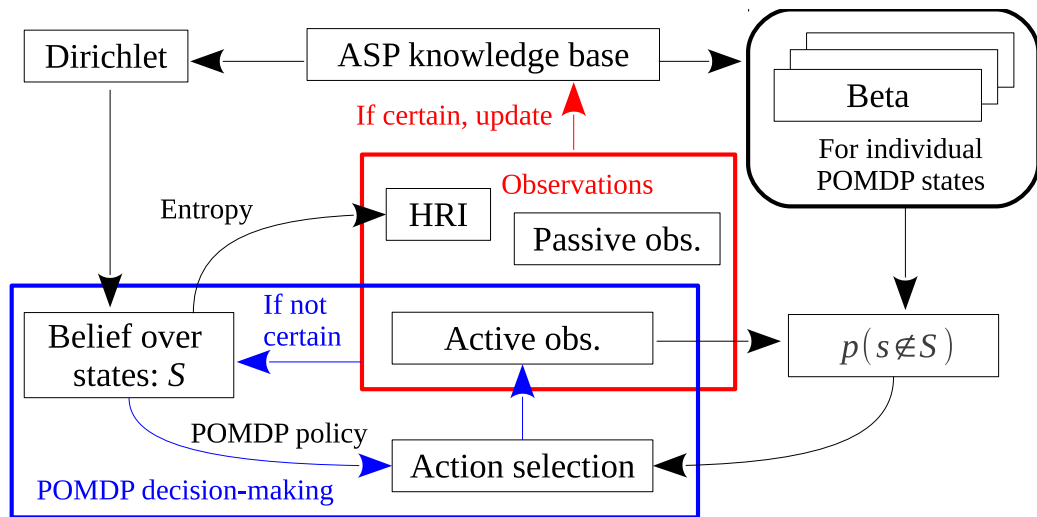 Dirichlet
ASP knowledge base
Beta
For individual
POMDP states
If certain, update
Observations
HRI
Passive obs.
Entropy
If not
certain
Belief over
states: S
Active obs.
p(s∉S)
POMDP policy
Action selection
POMDP decision-making